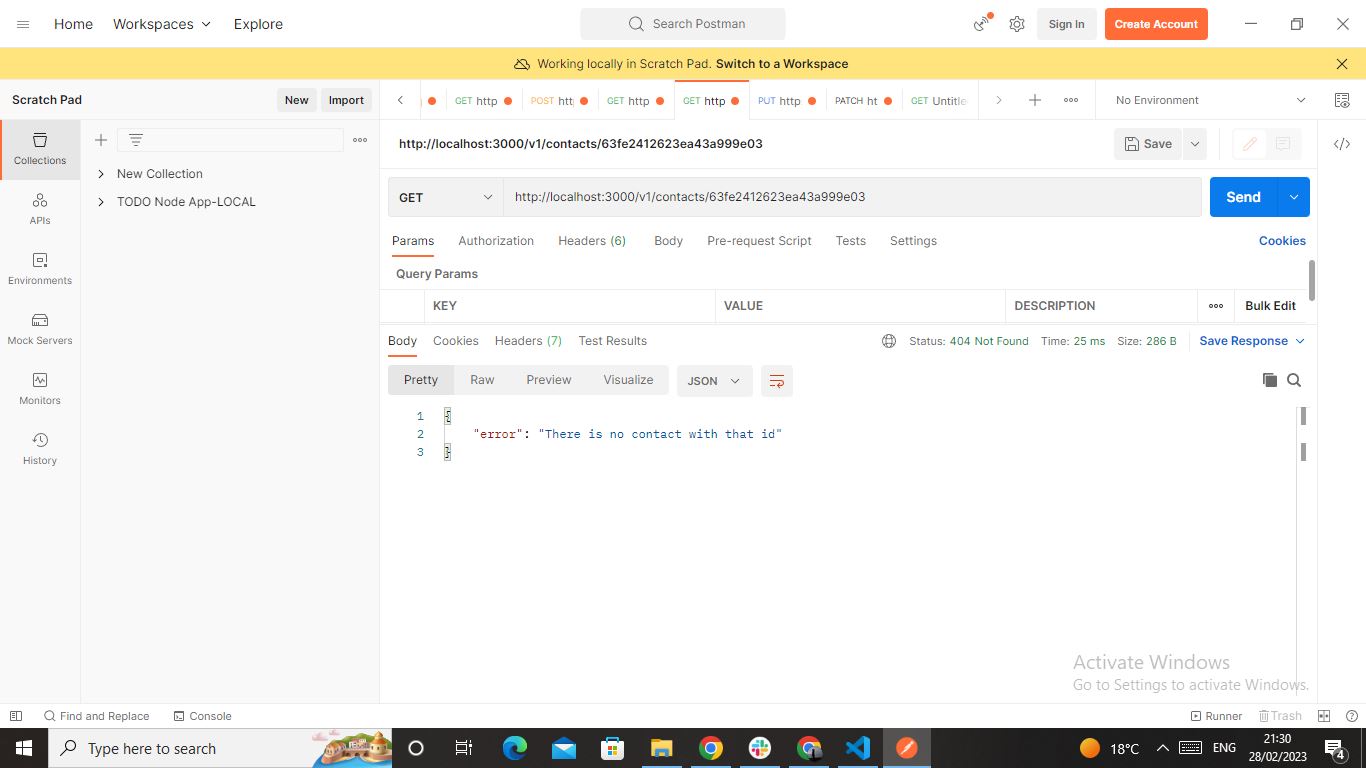 Home Workspaces Explore Search Postman Sign In Create Account
Working locally in Scratch Pad. Switch to a Workspace
Scratch Pad New Import
GET http POST htt GET http GET http PUT http PATCH ht GET Untitle No Environment
Collections
APIs
Environments
Mock Servers
Monitors
History
New Collection
TODO Node App-LOCAL
http://localhost:3000/v1/contacts/63fe2412623ea43a999e03 Save
GET http://localhost:3000/v1/contacts/63fe2412623ea43a999e03 Send
Params Authorization Headers (6) Body Pre-request Script Tests Settings Cookies
Query Params
KEY VALUE DESCRIPTION Bulk Edit
Body Cookies Headers (7) Test Results Status: 404 Not Found Time: 25 ms Size: 286 B Save Response
Pretty Raw Preview Visualize JSON
1 {
2 "error": "There is no contact with that id"
3 }
Activate Windows
Go to Settings to activate Windows.
Find and Replace Console Runner Trash
Type here to search 18°C ENG 21:30
28/02/2023 4